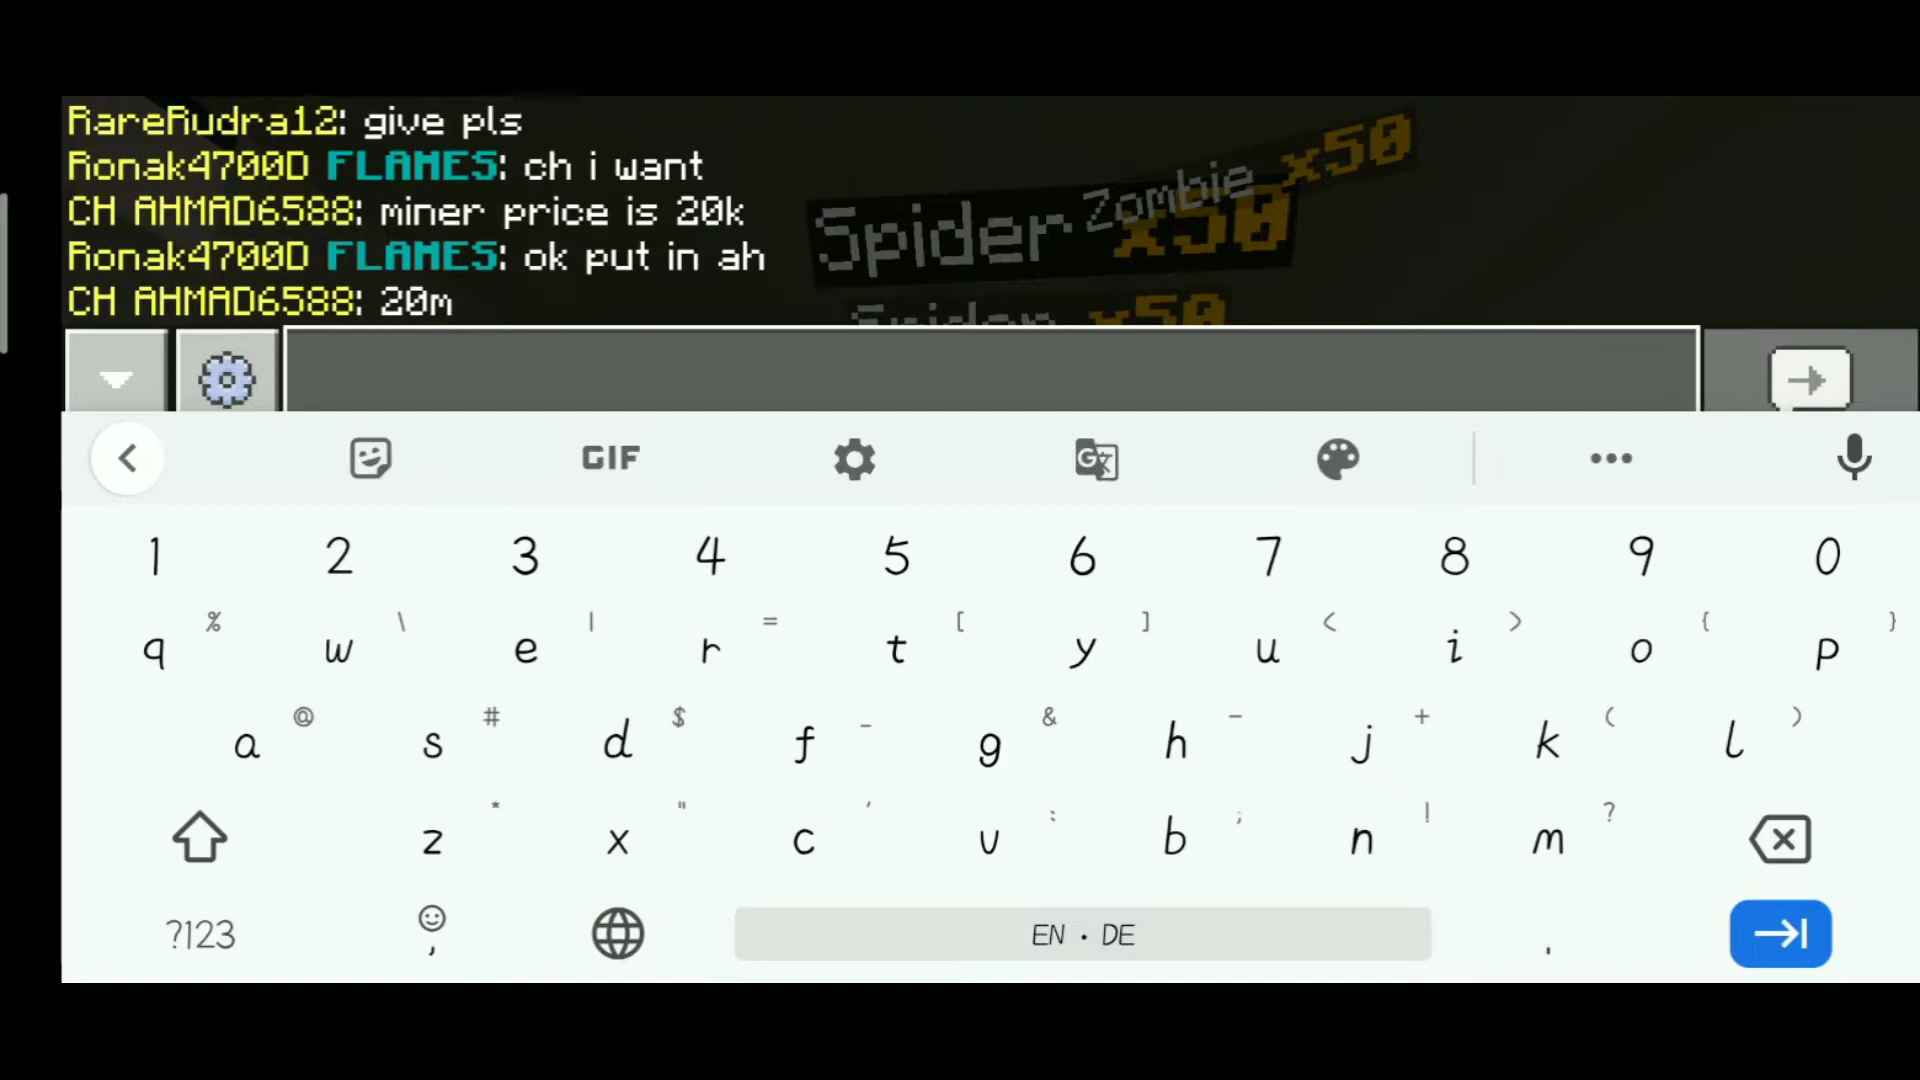 RareRudra12: give pls
Ronak4700D FLAMES: ch i want
CH AHMAD6588: miner price is 20k
Ronak4700D FLAMES: ok put in ah
CH AHMAD6588: 20m
Zombie x50
Spider x50
Spider x50
GIF
1 2 3 4 5 6 7 8 9 0
% \ | = [ ] < > { }
q w e r t y u i o p
@ # $ _ & - + ( )
a s d f g h j k l
* " ' : ; ! ?
z x c v b n m
?123 , EN • DE .